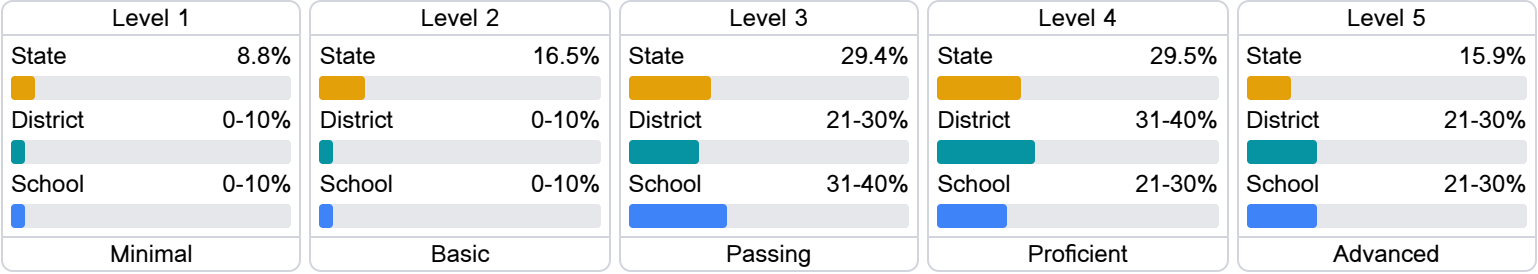 Level 1
State 8.8%
District 0-10%
School 0-10%
Minimal
Level 2
State 16.5%
District 0-10%
School 0-10%
Basic
Level 3
State 29.4%
District 21-30%
School 31-40%
Passing
Level 4
State 29.5%
District 31-40%
School 21-30%
Proficient
Level 5
State 15.9%
District 21-30%
School 21-30%
Advanced